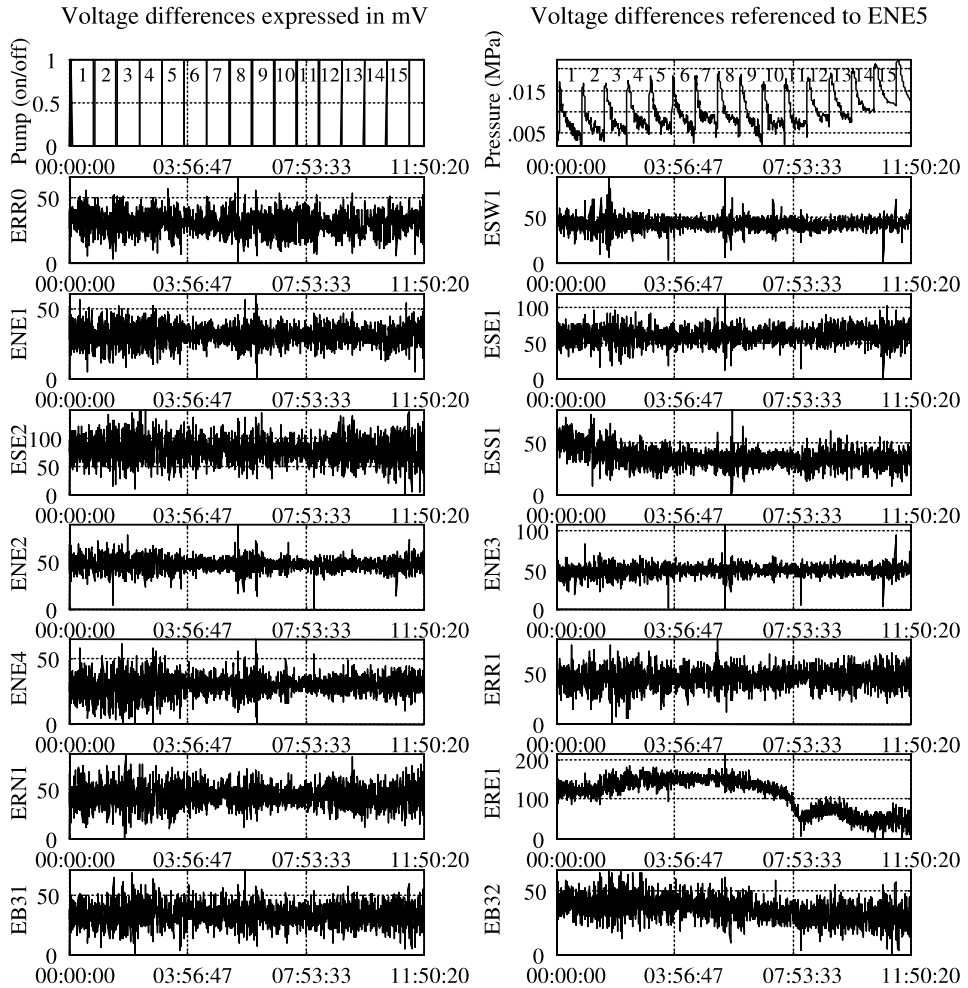 Voltage differences expressed in mV
Voltage differences referenced to ENE5
Pump (on/off)
1
0.5
0
1 2 3 4 5 6 7 8 9 10 11 12 13 14 15
00:00:00 03:56:47 07:53:33 11:50:20
Pressure (MPa)
.015
.005
1 2 3 4 5 6 7 8 9 10 11 12 13 14 15
00:00:00 03:56:47 07:53:33 11:50:20
ERR0
50
0
00:00:00 03:56:47 07:53:33 11:50:20
ESW1
50
0
00:00:00 03:56:47 07:53:33 11:50:20
ENE1
50
0
00:00:00 03:56:47 07:53:33 11:50:20
ESE1
100
50
0
00:00:00 03:56:47 07:53:33 11:50:20
ESE2
100
50
0
00:00:00 03:56:47 07:53:33 11:50:20
ESS1
50
0
00:00:00 03:56:47 07:53:33 11:50:20
ENE2
50
0
00:00:00 03:56:47 07:53:33 11:50:20
ENE3
100
50
0
00:00:00 03:56:47 07:53:33 11:50:20
ENE4
50
0
00:00:00 03:56:47 07:53:33 11:50:20
ERR1
50
0
00:00:00 03:56:47 07:53:33 11:50:20
ERN1
50
0
00:00:00 03:56:47 07:53:33 11:50:20
ERE1
200
100
0
00:00:00 03:56:47 07:53:33 11:50:20
EB31
50
0
00:00:00 03:56:47 07:53:33 11:50:20
EB32
50
0
00:00:00 03:56:47 07:53:33 11:50:20